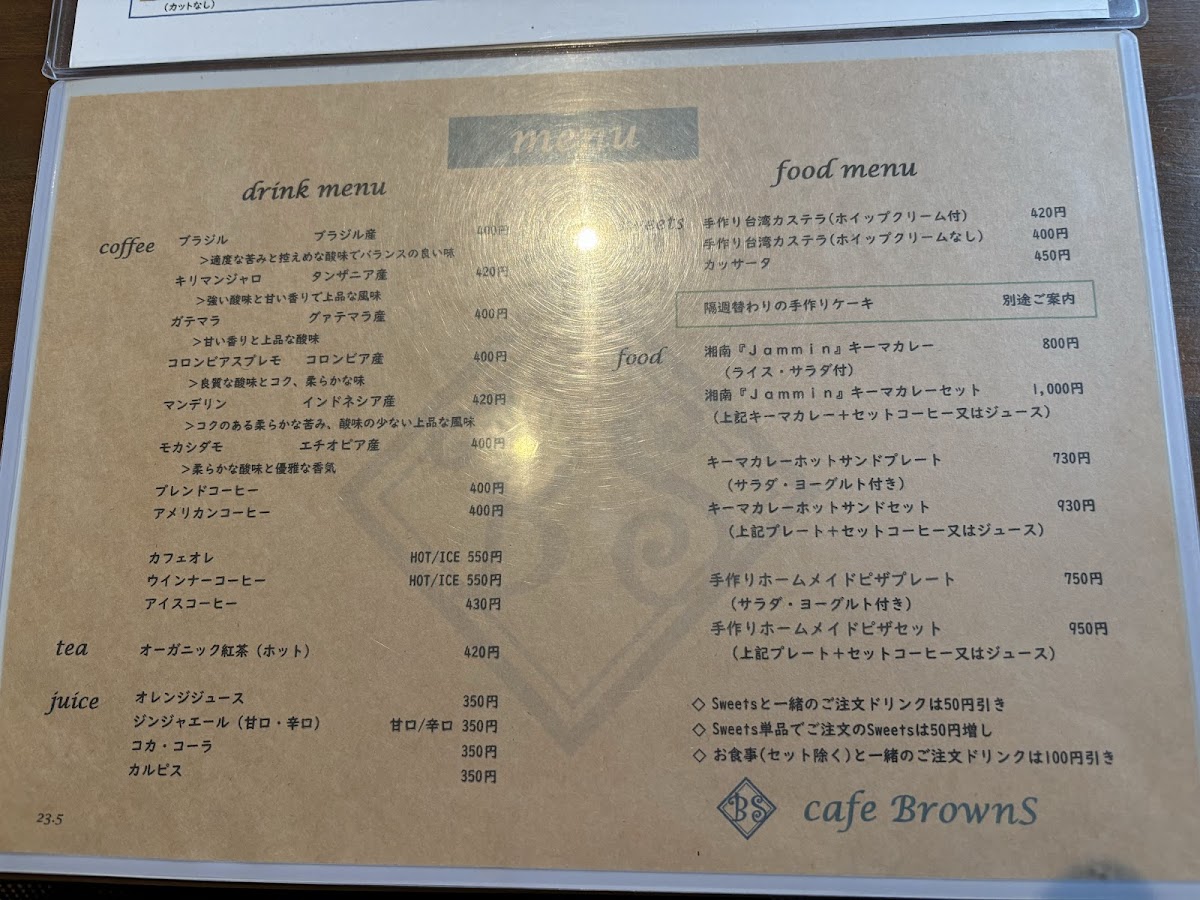 (カットなし)
menu
drink menu
coffee
ブラジル ブラジル産 400円
>適度な苦みと控えめな酸味でバランスの良い味
キリマンジャロ タンザニア産 420円
>強い酸味と甘い香りで上品な風味
ガテマラ グァテマラ産 400円
>甘い香りと上品な酸味
コロンビアスプレモ コロンビア産 400円
>良質な酸味とコク、柔らかな味
マンデリン インドネシア産 420円
>コクのある柔らかな苦み、酸味の少ない上品な風味
モカシダモ エチオピア産 400円
>柔らかな酸味と優雅な香気
ブレンドコーヒー 400円
アメリカンコーヒー 400円
カフェオレ HOT/ICE 550円
ウインナーコーヒー HOT/ICE 550円
アイスコーヒー 430円
tea
オーガニック紅茶(ホット) 420円
juice
オレンジジュース 350円
ジンジャエール(甘口・辛口) 甘口/辛口 350円
コカ・コーラ 350円
カルピス 350円
23.5
food menu
sweets
手作り台湾カステラ(ホイップクリーム付) 420円
手作り台湾カステラ(ホイップクリームなし) 400円
カッサータ 450円
隔週替わりの手作りケーキ 別途ご案内
food
湘南『Jammin』キーマカレー 800円
(ライス・サラダ付)
湘南『Jammin』キーマカレーセット 1,000円
(上記キーマカレー+セットコーヒー又はジュース)
キーマカレーホットサンドプレート 730円
(サラダ・ヨーグルト付き)
キーマカレーホットサンドセット 930円
(上記プレート+セットコーヒー又はジュース)
手作りホームメイドピザプレート 750円
(サラダ・ヨーグルト付き)
手作りホームメイドピザセット 950円
(上記プレート+セットコーヒー又はジュース)
◇ Sweetsと一緒のご注文ドリンクは50円引き
◇ Sweets単品でご注文のSweetsは50円増し
◇ お食事(セット除く)と一緒のご注文ドリンクは100円引き
BS cafe BrownS